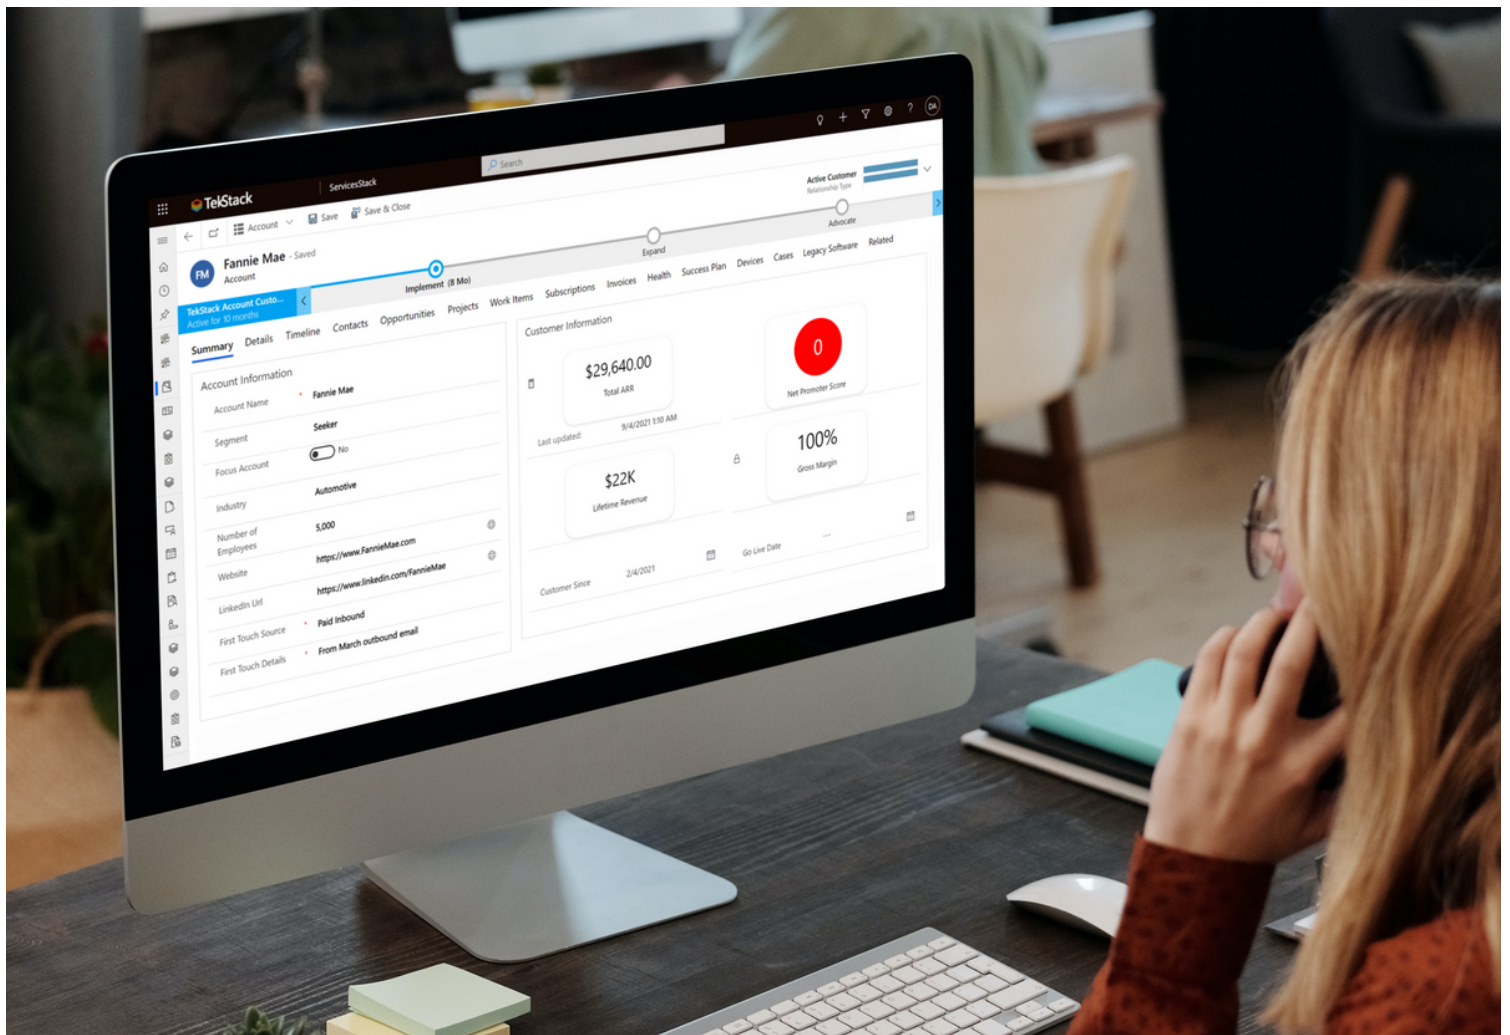 TekStack
ServicesStack
Search
?
DA
Account
Save
Save & Close
FM
Fannie Mae - Saved
Account
Active Customer
Relationship Type
TekStack Account Custo...
Active for 10 months
Implement (8 Mo)
Expand
Advocate
Summary
Details
Timeline
Contacts
Opportunities
Projects
Work Items
Subscriptions
Invoices
Health
Success Plan
Devices
Cases
Legacy Software
Related
Account Information
Account Name * Fannie Mae
Segment Seeker
Focus Account No
Industry Automotive
Number of
Employees 5,000
Website https://www.FannieMae.com
LinkedIn Url https://www.linkedin.com/FannieMae
First Touch Source * Paid Inbound
First Touch Details * From March outbound email
Customer Information
$29,640.00
Total ARR
Last updated: 9/4/2021 1:10 AM
0
Net Promoter Score
$22K
Lifetime Revenue
100%
Gross Margin
Customer Since 2/4/2021
Go Live Date ---